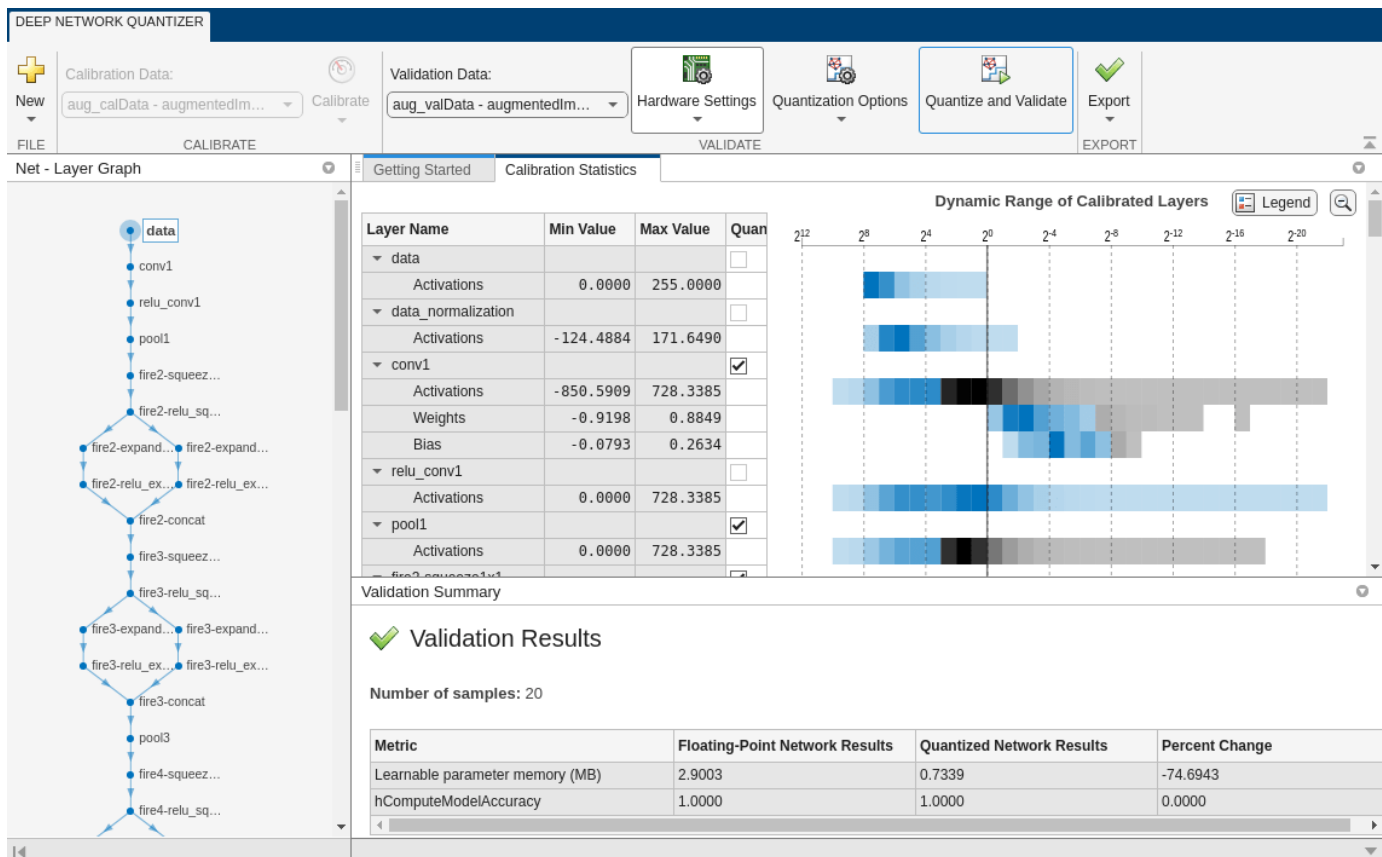 DEEP NETWORK QUANTIZER
Calibration Data:
Validation Data:
New
aug_calData - augmentedIm...
Calibrate
aug_valData - augmentedIm...
Hardware Settings
Quantization Options
Quantize and Validate
Export
FILE
CALIBRATE
VALIDATE
EXPORT
Net - Layer Graph
data
conv1
relu_conv1
pool1
fire2-squeez...
fire2-relu_sq...
fire2-expand... fire2-expand...
fire2-relu_ex... fire2-relu_ex...
fire2-concat
fire3-squeez...
fire3-relu_sq...
fire3-expand... fire3-expand...
fire3-relu_ex... fire3-relu_ex...
fire3-concat
pool3
fire4-squeez...
fire4-relu_sq...
Getting Started
Calibration Statistics
Layer Name Min Value Max Value Quan
data
Activations 0.0000 255.0000
data_normalization
Activations -124.4884 171.6490
conv1
Activations -850.5909 728.3385
Weights -0.9198 0.8849
Bias -0.0793 0.2634
relu_conv1
Activations 0.0000 728.3385
pool1
Activations 0.0000 728.3385
fire2-squeeze1x1
Dynamic Range of Calibrated Layers
Legend
2^12 2^8 2^4 2^0 2^-4 2^-8 2^-12 2^-16 2^-20
Validation Summary
Validation Results
Number of samples: 20
Metric Floating-Point Network Results Quantized Network Results Percent Change
Learnable parameter memory (MB) 2.9003 0.7339 -74.6943
hComputeModelAccuracy 1.0000 1.0000 0.0000